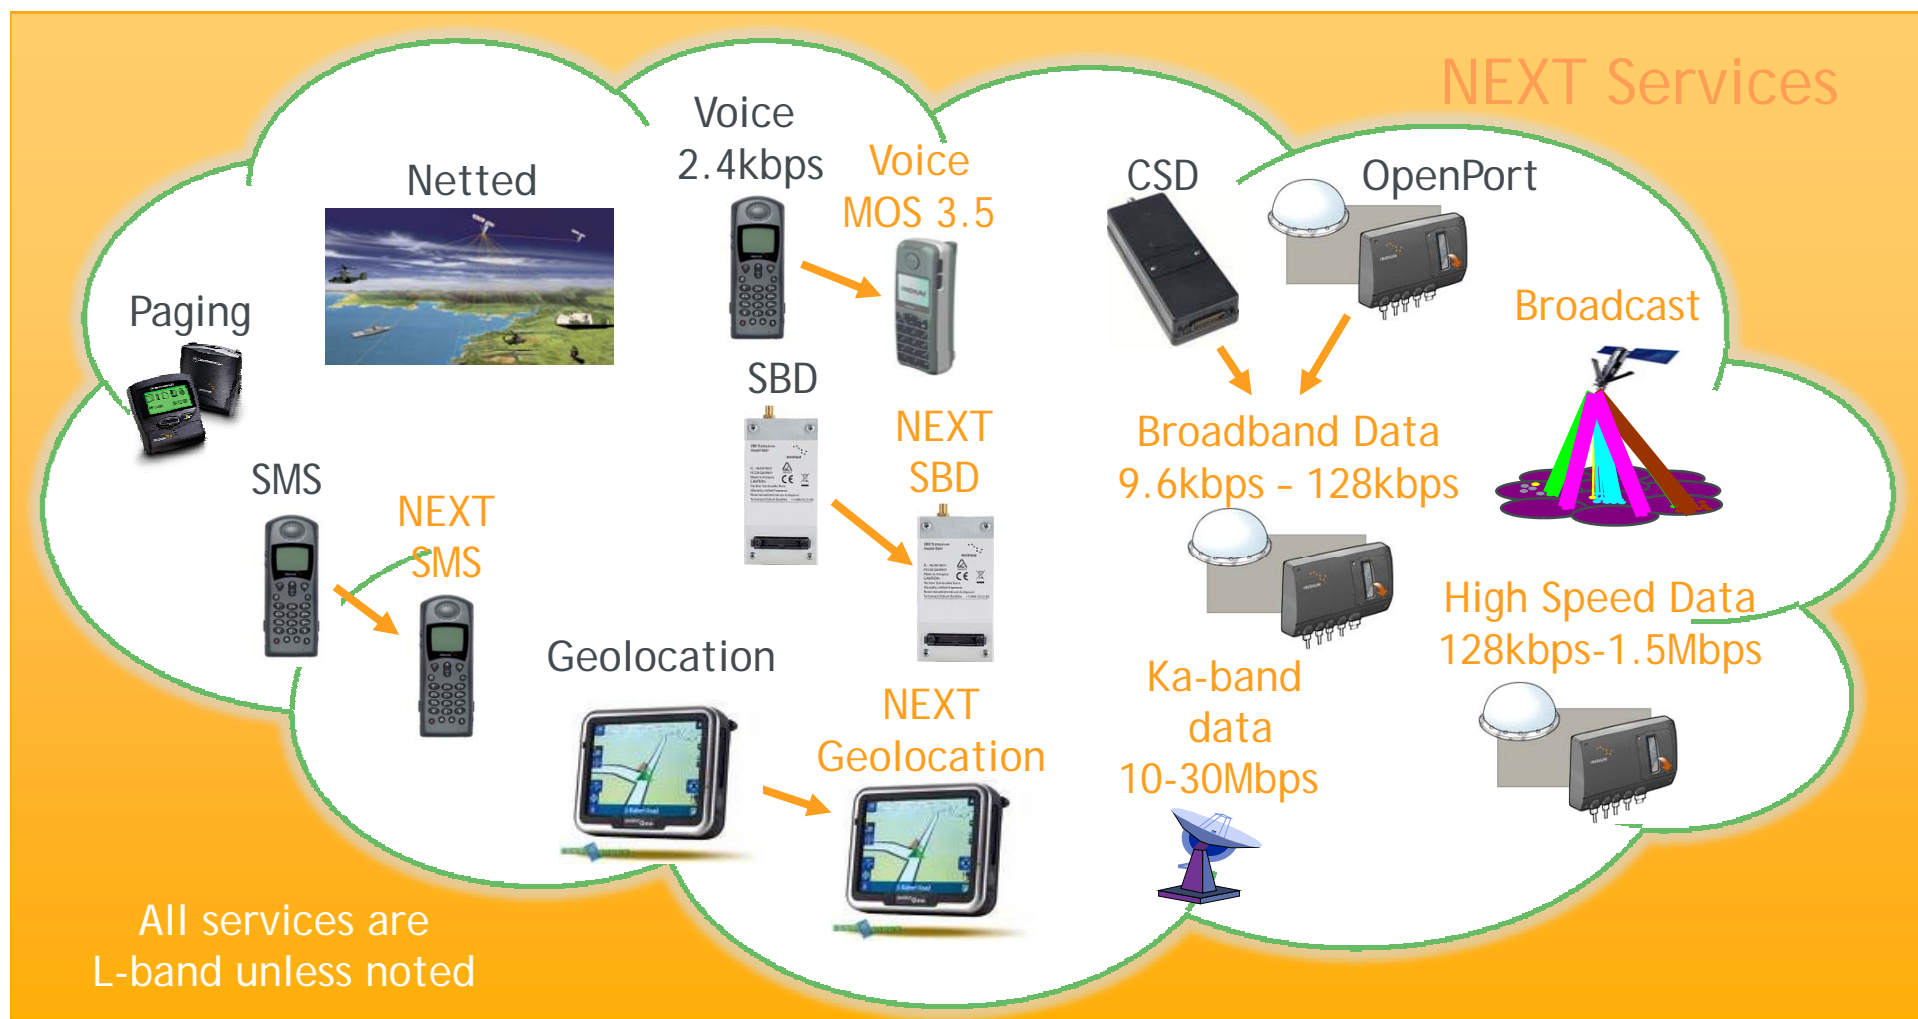 NEXT Services
Voice
2.4kbps
Voice
MOS 3.5
Netted
CSD
OpenPort
Paging
Broadcast
SBD
NEXT
SBD
Broadband Data
9.6kbps – 128kbps
SMS
NEXT
SMS
High Speed Data
128kbps-1.5Mbps
Geolocation
NEXT
Geolocation
Ka-band
data
10-30Mbps
All services are
L-band unless noted